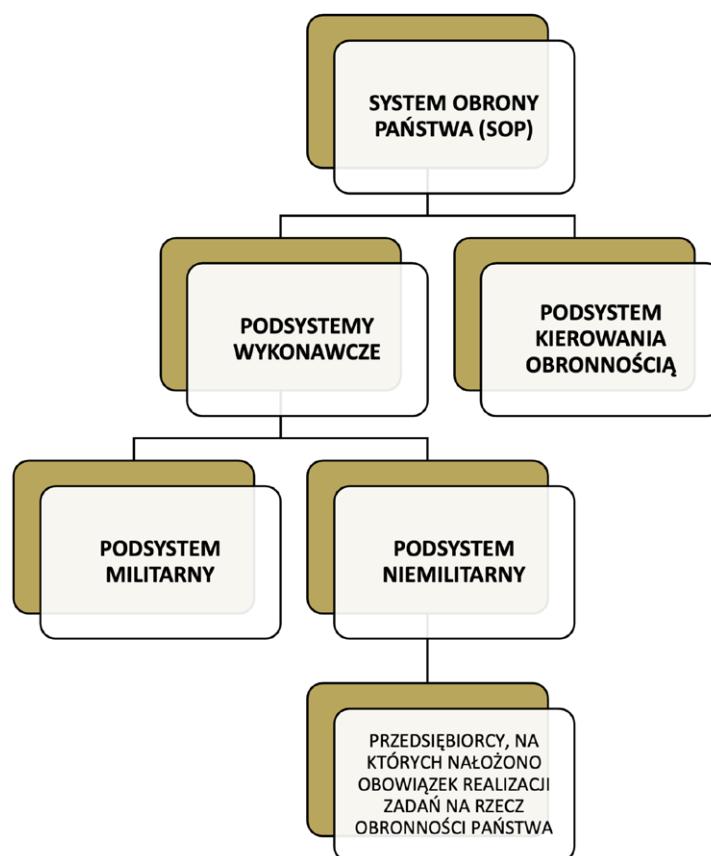 SYSTEM OBRONY
PAŃSTWA (SOP)
PODSYSTEMY
WYKONAWCZE
PODSYSTEM
KIEROWANIA
OBRONNOŚCIĄ
PODSYSTEM
MILITARNY
PODSYSTEM
NIEMILITARNY
PRZEDSIĘBIORCY, NA
KTÓRYCH NAŁOŻONO
OBOWIĄZEK REALIZACJI
ZADAŃ NA RZECZ
OBRONNOŚCI PAŃSTWA